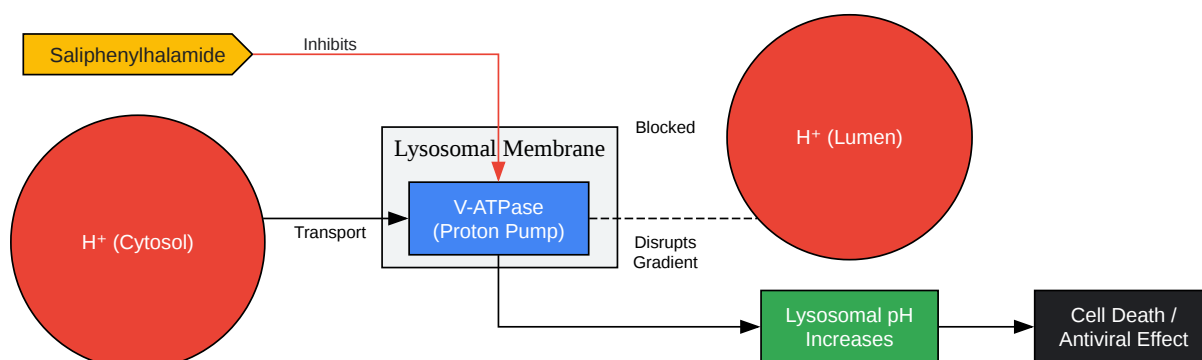 Saliphenylhalamide
Inhibits
H⁺ (Cytosol)
Transport
Lysosomal Membrane
V-ATPase
(Proton Pump)
Blocked
Disrupts
Gradient
H⁺ (Lumen)
Lysosomal pH
Increases
Cell Death /
Antiviral Effect